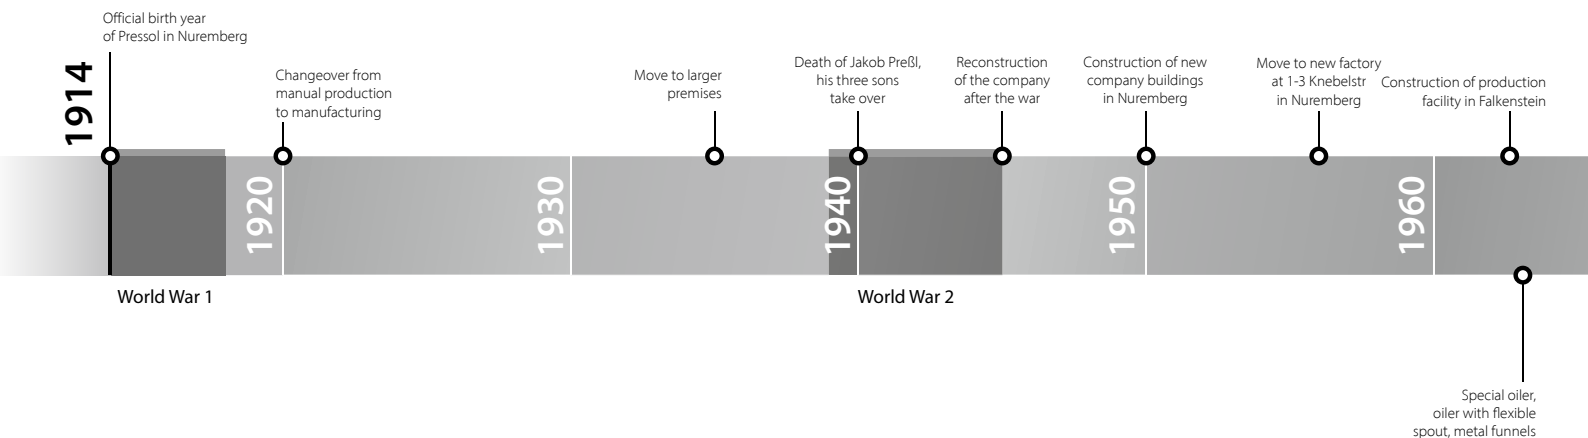 Official birth year
of Pressol in Nuremberg
1914
Changeover from
manual production
to manufacturing
Move to larger
premises
Death of Jakob Preßl,
his three sons
take over
Reconstruction
of the company
after the war
Construction of new
company buildings
in Nuremberg
Move to new factory
at 1-3 Knebelstr
in Nuremberg
Construction of production
facility in Falkenstein
1920
1930
1940
1950
1960
World War 1
World War 2
Special oiler,
oiler with flexible
spout, metal funnels